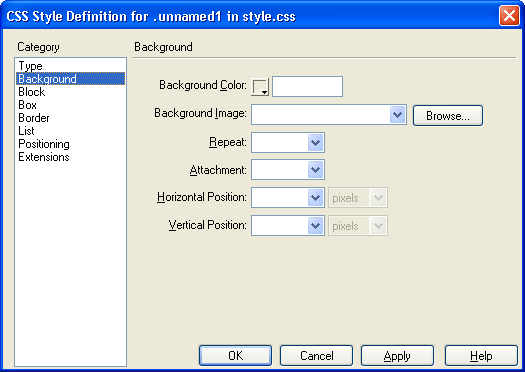 CSS Style Definition for .unnamed1 in style.css
Category
Type
Background
Block
Box
Border
List
Positioning
Extensions
Background
Background Color:
Background Image:
Browse...
Repeat:
Attachment:
Horizontal Position:
pixels
Vertical Position:
pixels
OK
Cancel
Apply
Help